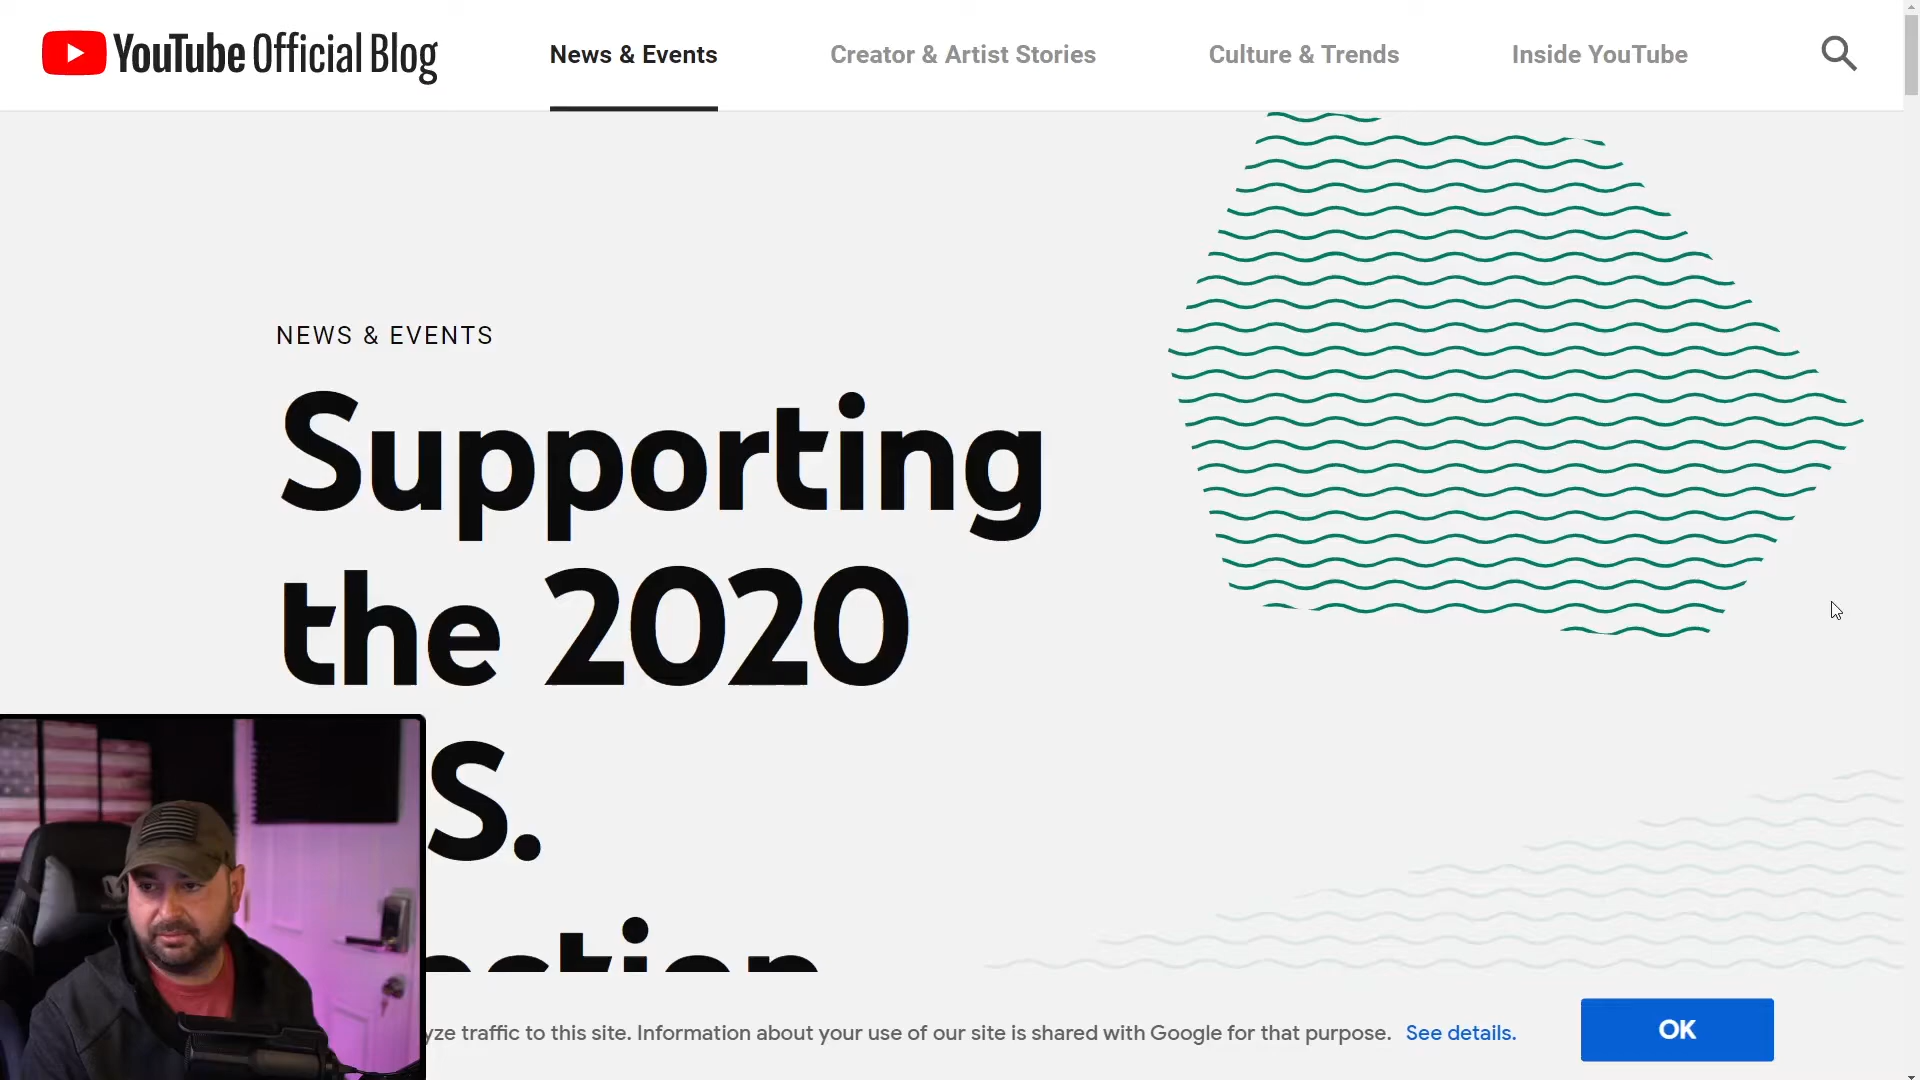 YouTube Official Blog
News & Events
Creator & Artist Stories
Culture & Trends
Inside YouTube
NEWS & EVENTS
Supporting
the 2020
S.
yze traffic to this site. Information about your use of our site is shared with Google for that purpose. See details.
OK